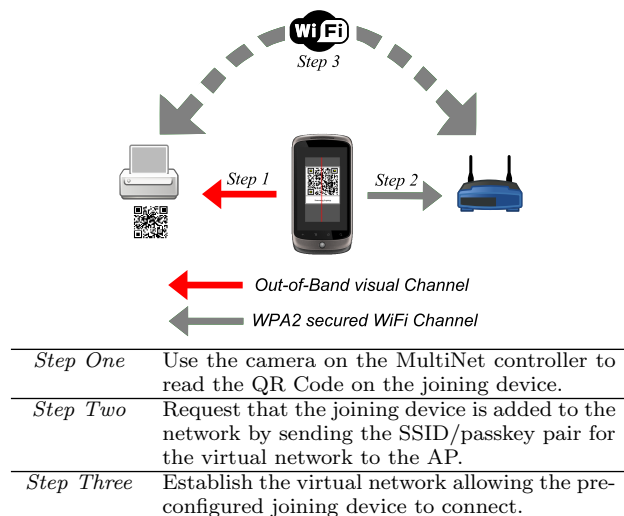 Wi Fi
Step 3
Step 1
Step 2
Out-of-Band visual Channel
WPA2 secured WiFi Channel
Step One Use the camera on the MultiNet controller to
read the QR Code on the joining device.
Step Two Request that the joining device is added to the
network by sending the SSID/passkey pair for
the virtual network to the AP.
Step Three Establish the virtual network allowing the pre-
configured joining device to connect.